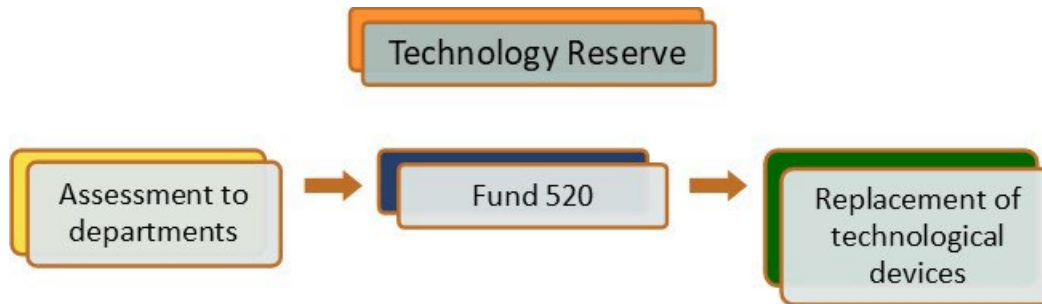 Technology Reserve
Assessment to
departments
Fund 520
Replacement of
technological
devices